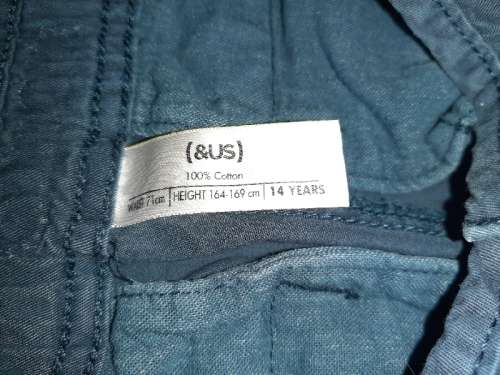 (&US)
100% Cotton
WAIST 71cm HEIGHT 164-169 cm 14 YEARS